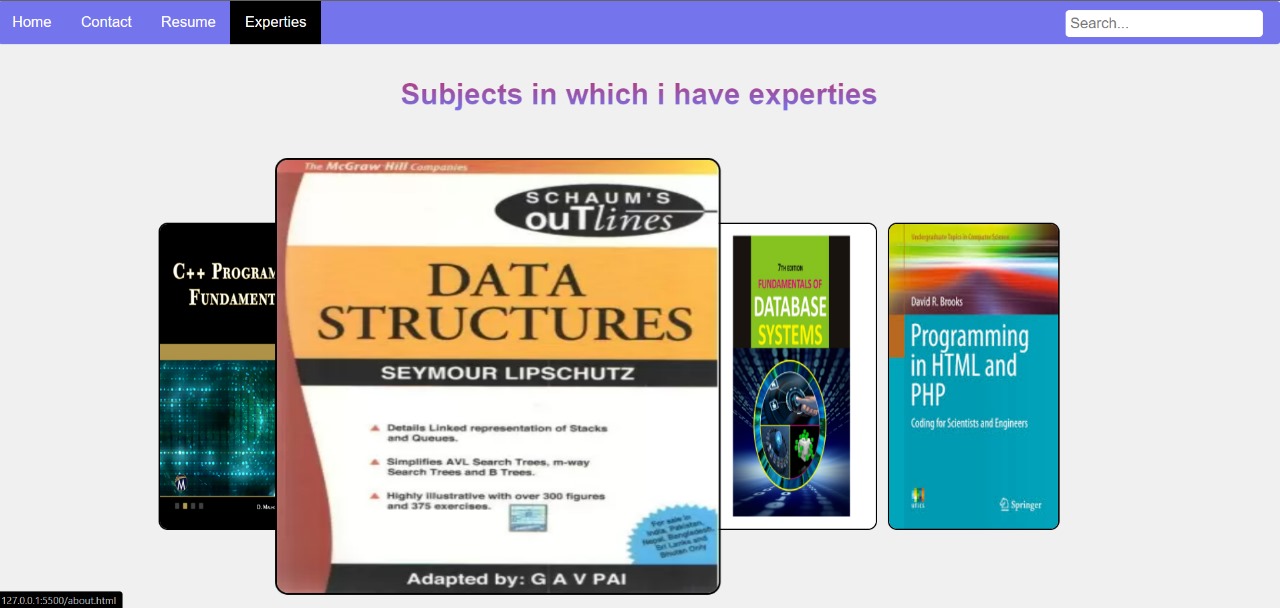 Home Contact Resume Experties Search...
Subjects in which i have experties
The McGraw Hill Companies
SCHAUM'S
ouTlines
DATA
STRUCTURES
SEYMOUR LIPSCHUTZ
Details Linked representation of Stacks
and Queues.
Simplifies AVL Search Trees, m-way
Search Trees and B Trees.
Highly illustrative with over 300 figures
and 375 exercises.
For sale in
India, Pakistan,
Nepal, Bangladesh,
Sri Lanka and
Bhutan Only
Adapted by: G A V PAI
C++ PROGRAM
FUNDAMENT
M
D. MALH
7TH EDITION
FUNDAMENTALS OF
DATABASE
SYSTEMS
Undergraduate Topics in Computer Science
David R. Brooks
Programming
in HTML and
PHP
Coding for Scientists and Engineers
UTiCS
Springer
127.0.0.1:5500/about.html